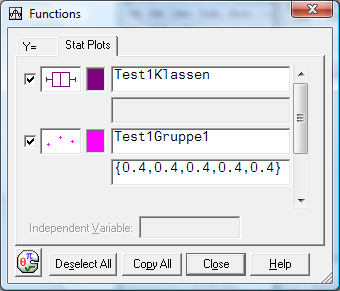 Functions
Y= Stat Plots
Test1Klassen
Test1Gruppe1
{0.4,0.4,0.4,0.4,0.4}
Independent Variable:
Deselect All Copy All Close Help